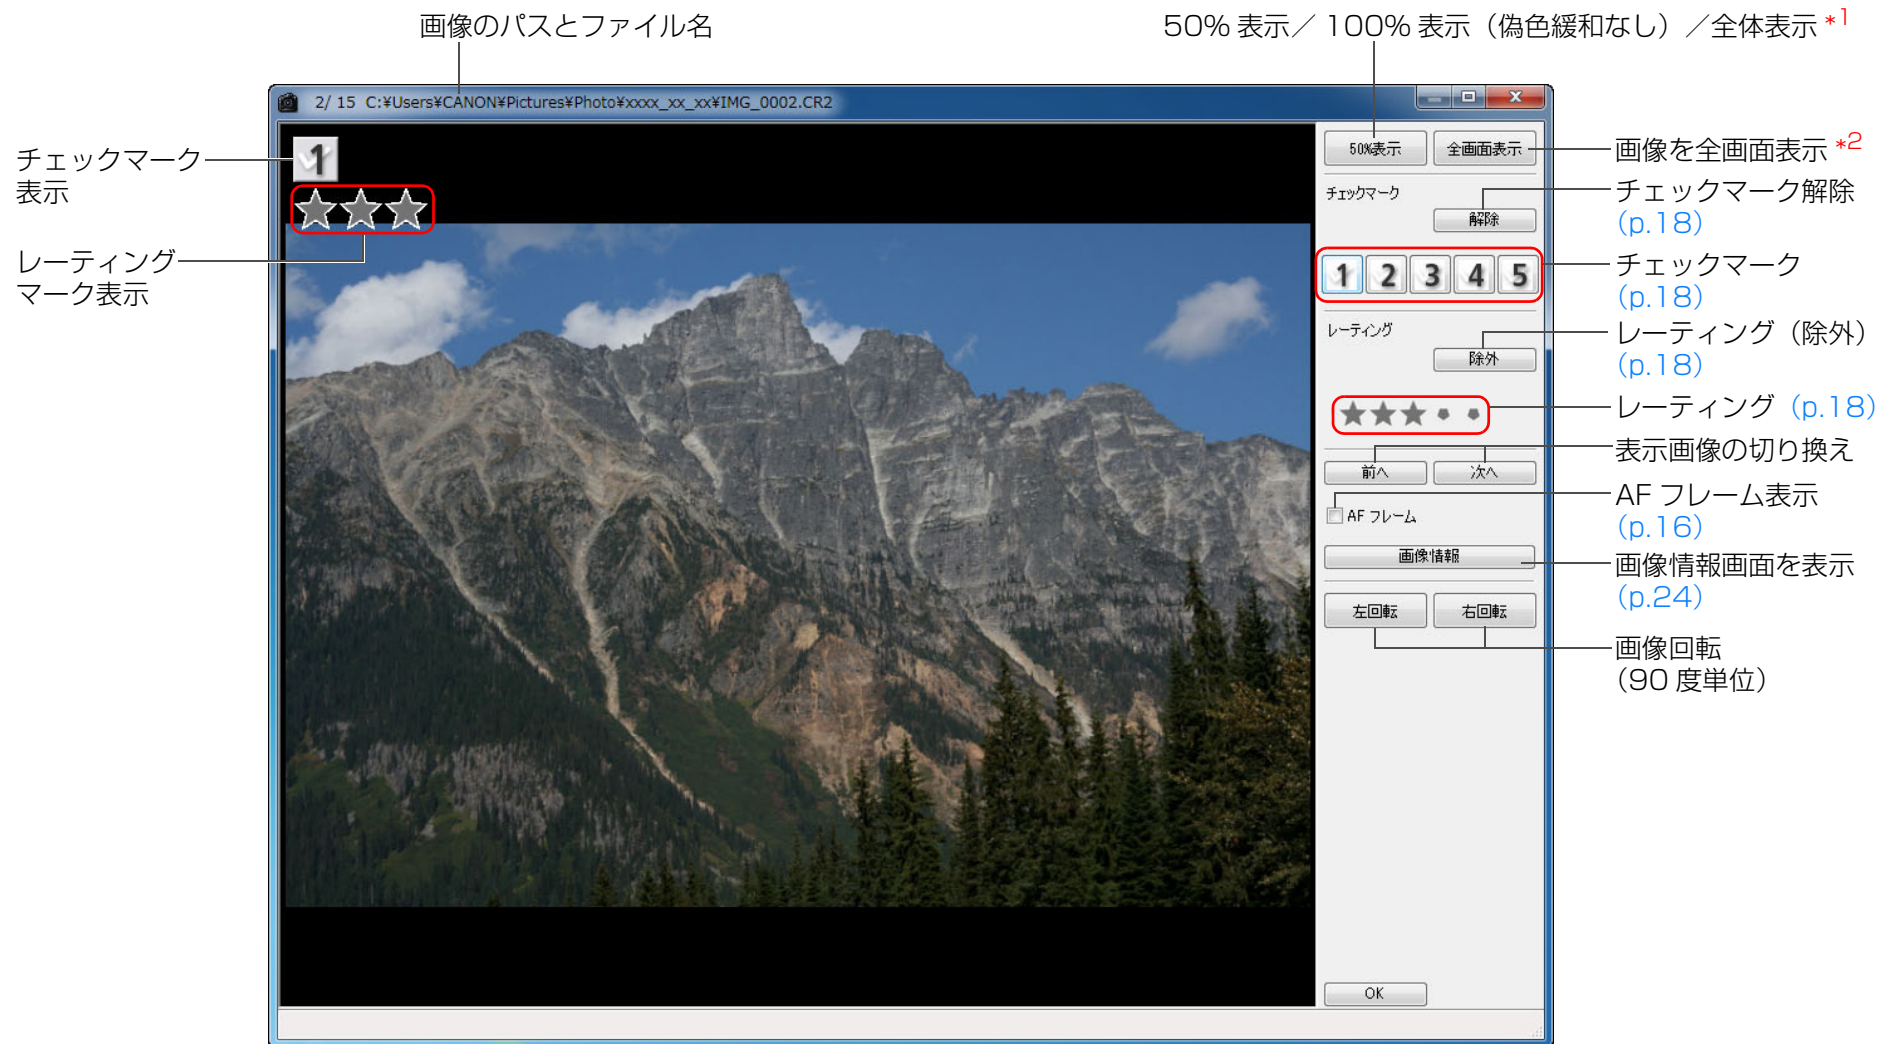 画像のパスとファイル名
50% 表示／ 100% 表示（偽色緩和なし）／全体表示 *1
2/ 15 C:¥Users¥CANON¥Pictures¥Photo¥xxxx_xx_xx¥IMG_0002.CR2
チェックマーク
表示
レーティング
マーク表示
1
50%表示
全画面表示
チェックマーク
解除
1 2 3 4 5
レーティング
除外
前へ
次へ
AF フレーム
画像情報
左回転
右回転
OK
画像を全画面表示 *2
チェックマーク解除
（p.18）
チェックマーク
（p.18）
レーティング（除外）
（p.18）
レーティング（p.18）
表示画像の切り換え
AF フレーム表示
（p.16）
画像情報画面を表示
（p.24）
画像回転
（90 度単位）